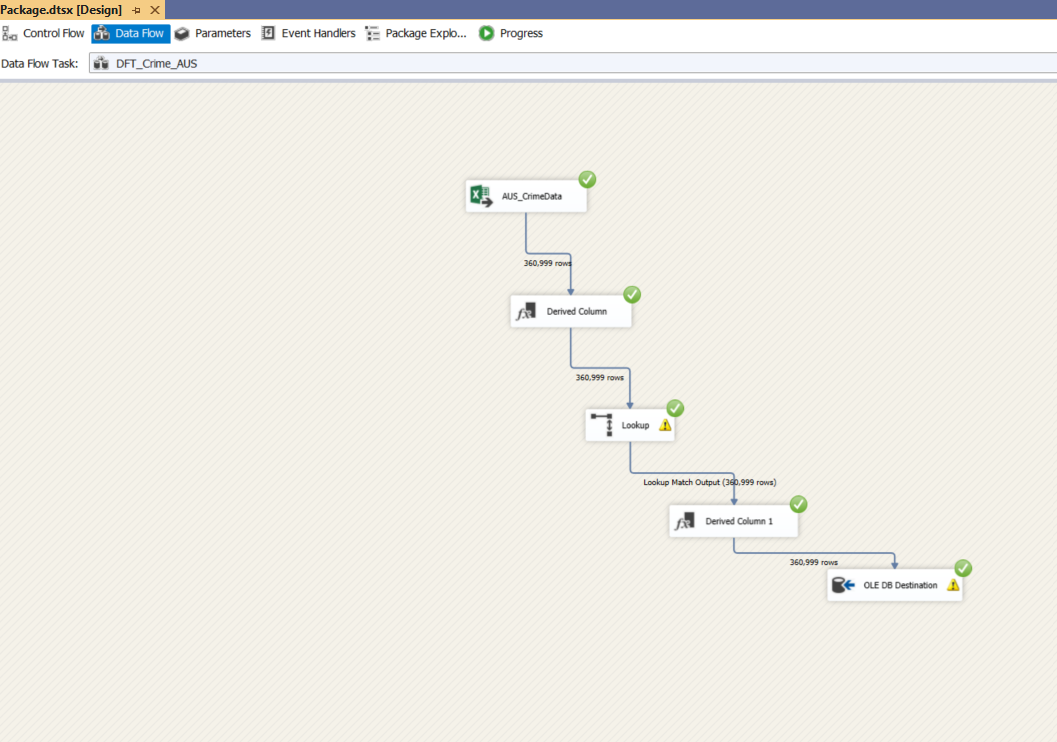 Package.dtsx [Design]
Control Flow Data Flow Parameters Event Handlers Package Explo... Progress
Data Flow Task: DFT_Crime_AUS
AUS_CrimeData
360,999 rows
Derived Column
360,999 rows
Lookup
Lookup Match Output (360,999 rows)
Derived Column 1
360,999 rows
OLE DB Destination